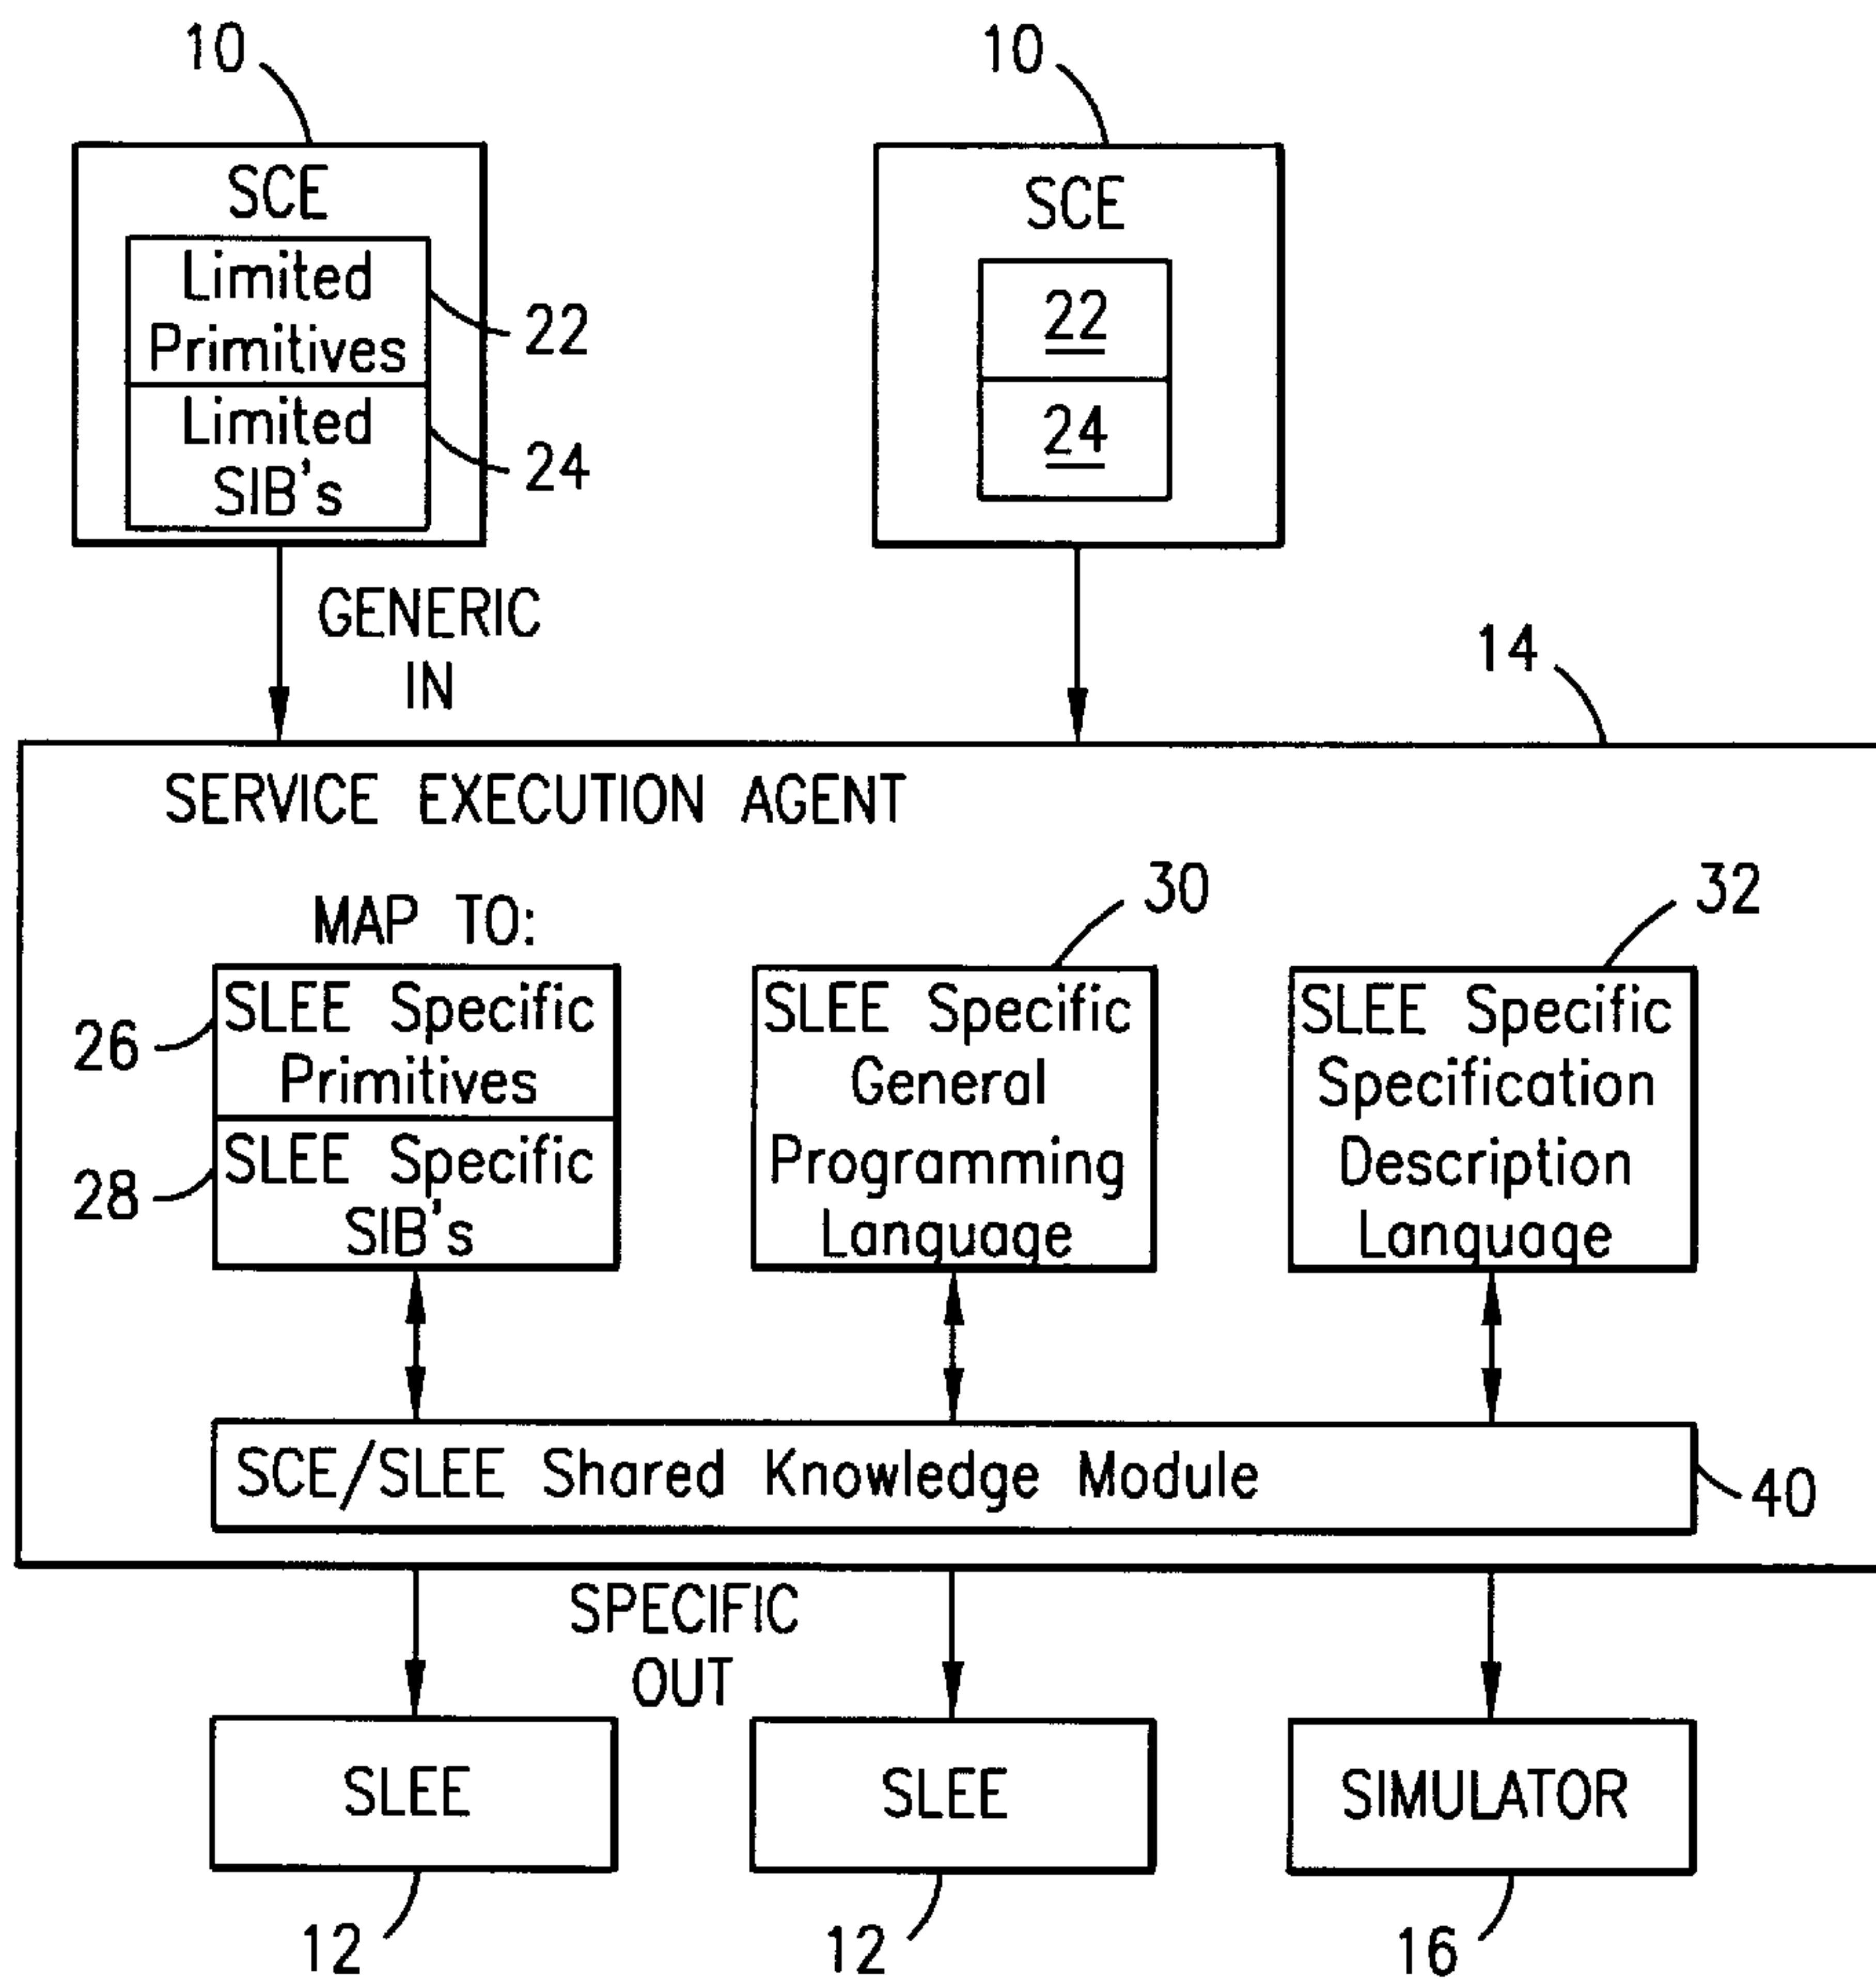 10
10
SCE
Limited
Primitives
22
Limited
SIB's
24
SCE
22
24
GENERIC
IN
14
SERVICE EXECUTION AGENT
MAP TO:
30
32
26
SLEE Specific
Primitives
28
SLEE Specific
SIB's
SLEE Specific
General
Programming
Language
SLEE Specific
Specification
Description
Language
SCE/SLEE Shared Knowledge Module
40
SPECIFIC
OUT
SLEE
SLEE
SIMULATOR
12
12
16